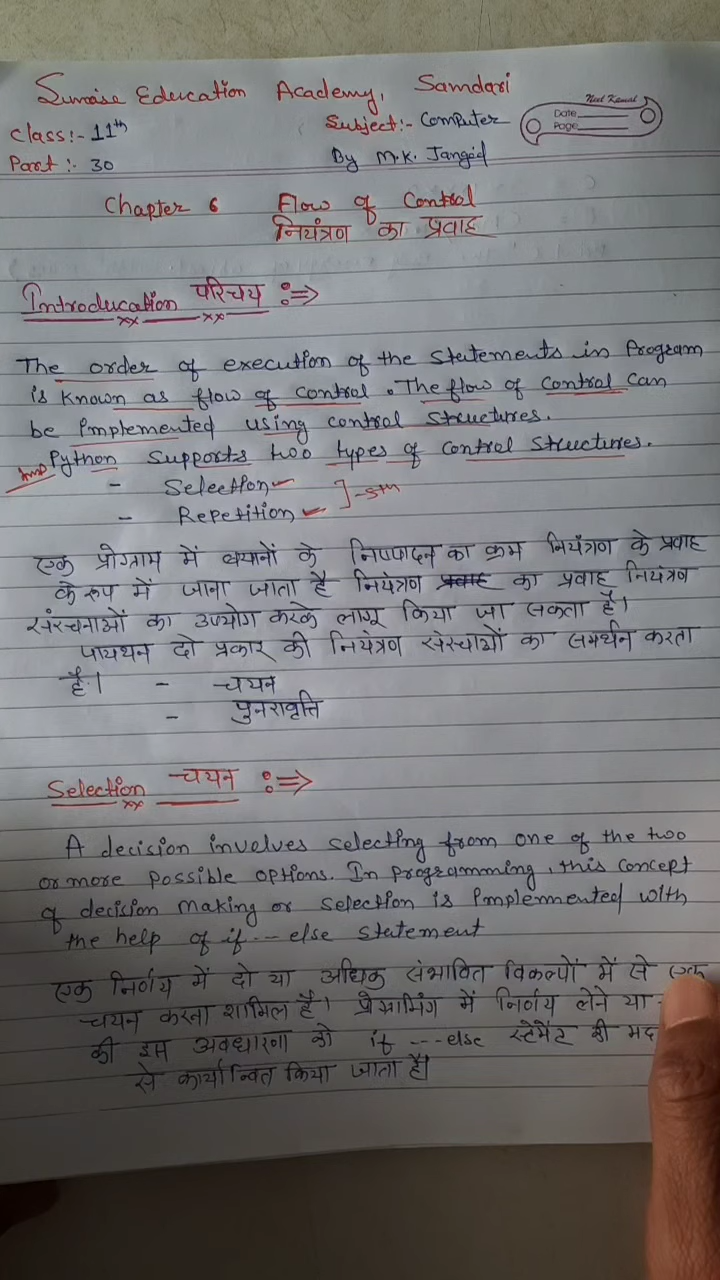 Sunrise Education Academy, Samdari
Class:- 11th Subject:- Computer
Part:- 30 By M.K. Jangid
Neel Kamal
Date
Page
Chapter 6 Flow of Control
नियंत्रण का प्रवाह
Introducation परिचय :⇒
The order of execution of the statements in Program
is known as flow of control. The flow of control can
be Implemented using control structures.
Imp Python supports two types of control structures.
- Selection
- Repetition
एक प्रोग्राम में बयानों के निष्पादन का क्रम नियंत्रण के प्रवाह
के रूप में जाना जाता है नियंत्रण प्रवाह का प्रवाह नियंत्रण
संरचनाओं का उपयोग करके लागू किया जा सकता है।
पायथन दो प्रकार की नियंत्रण संरचाओं का समर्थन करता
है। - चयन
- पुनरावृत्ति
Selection चयन :⇒
A decision involves selecting from one of the two
or more possible options. In programming, this concept
of decision making or selection is Implemented with
the help of if --- else statement
एक निर्णय में दो या अधिक संभावित विकल्पों में से एक
चयन करना शामिल है। प्रोग्रामिंग में निर्णय लेने या
की इस अवधारणा को if --- else स्टेमेंट की मद
से कार्यान्वित किया जाता है।